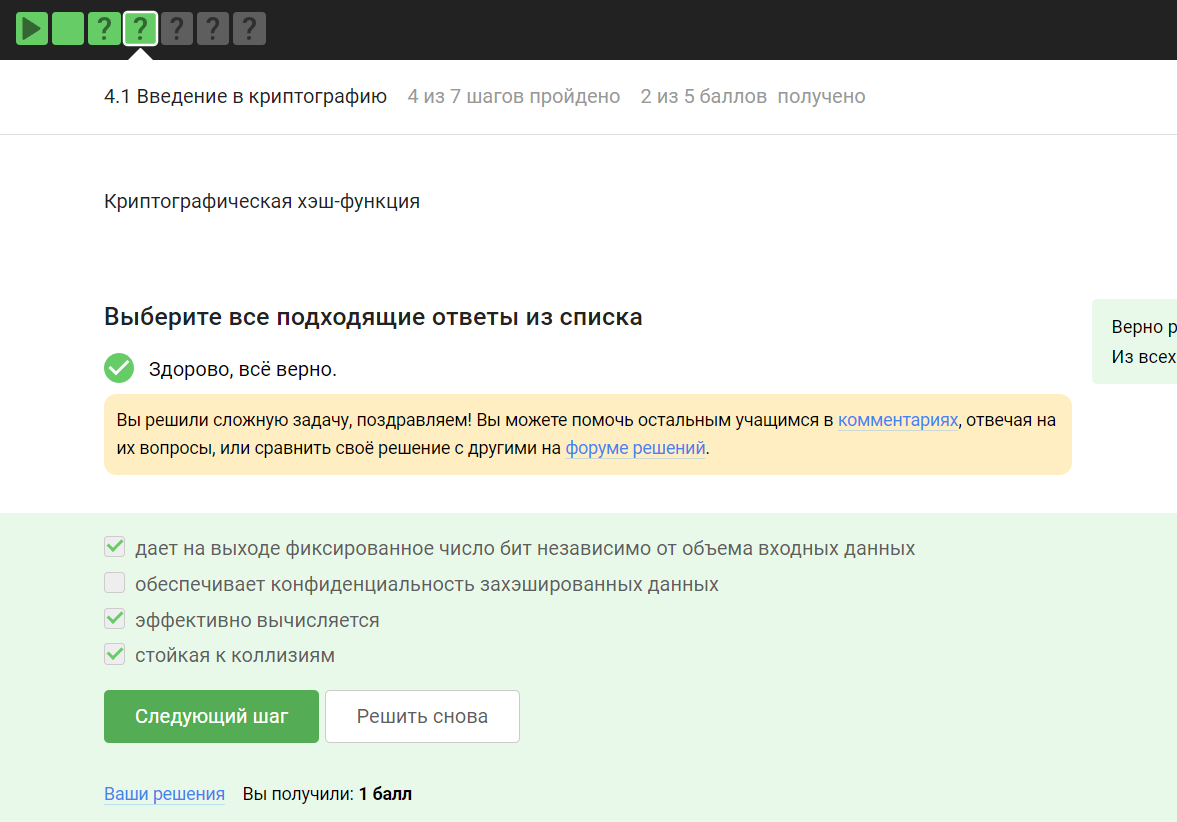 ? ? ? ? ?
4.1 Введение в криптографию 4 из 7 шагов пройдено 2 из 5 баллов получено
Криптографическая хэш-функция
Выберите все подходящие ответы из списка
Верно р
Из всех
Здорово, всё верно.
Вы решили сложную задачу, поздравляем! Вы можете помочь остальным учащимся в комментариях, отвечая на
их вопросы, или сравнить своё решение с другими на форуме решений.
дает на выходе фиксированное число бит независимо от объема входных данных
обеспечивает конфиденциальность захэшированных данных
эффективно вычисляется
стойкая к коллизиям
Следующий шаг Решить снова
Ваши решения Вы получили: 1 балл